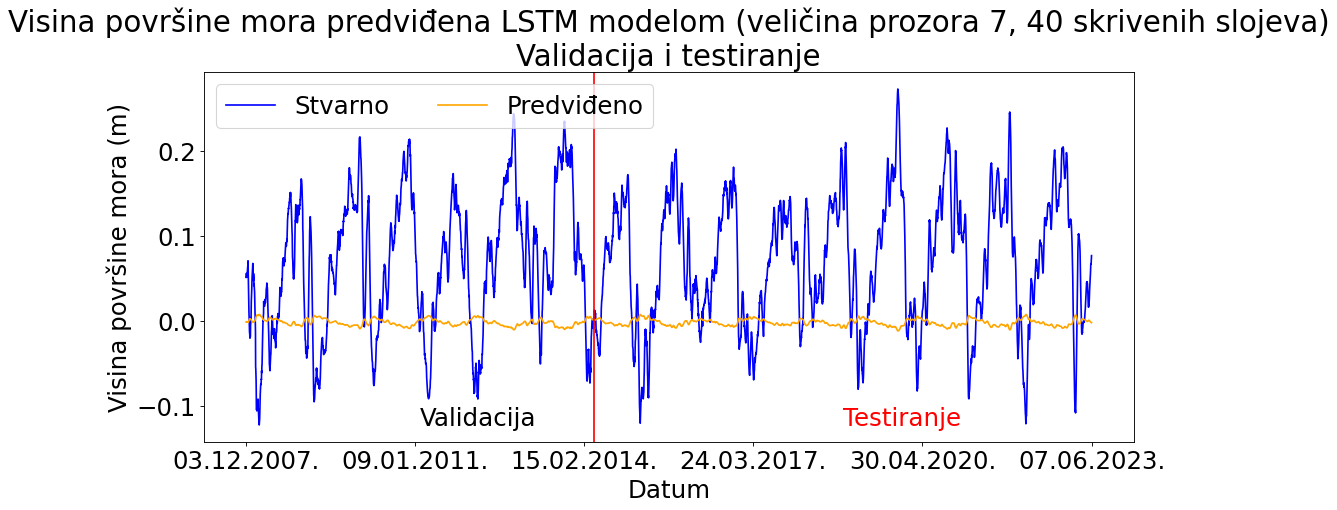 Visina površine mora predviđena LSTM modelom (veličina prozora 7, 40 skrivenih slojeva)
Validacija i testiranje
Stvarno
Predviđeno
Visina površine mora (m)
0.2
0.1
0.0
−0.1
Validacija
Testiranje
03.12.2007. 09.01.2011. 15.02.2014. 24.03.2017. 30.04.2020. 07.06.2023.
Datum